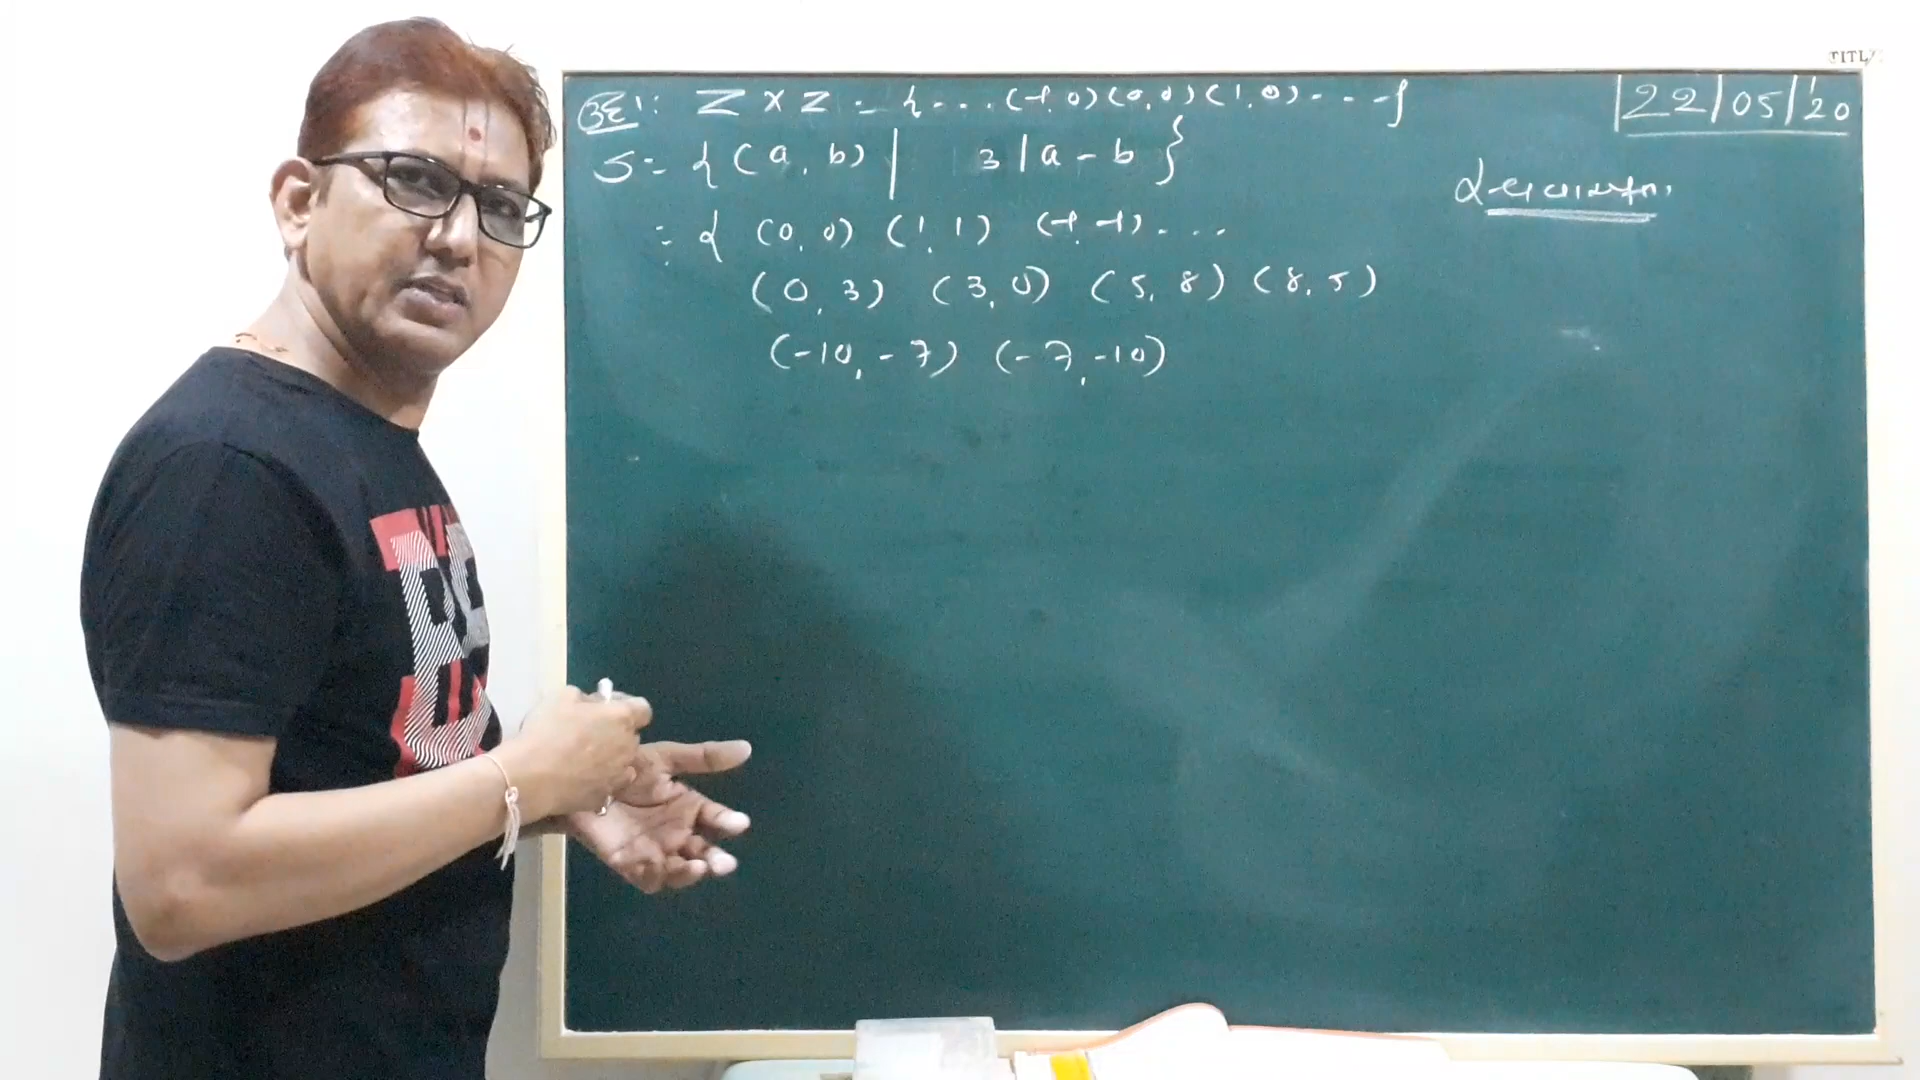 ઉદા : Z × Z = { . . . (-1, 0) (0, 0) (1, 0) . . . }
22/05/'20
S = { (a, b) | 3 | a - b }
= { (0, 0) (1, 1) (-1, -1) . . .
(0, 3) (3, 0) (5, 8) (8, 5)
(-10, -7) (-7, -10)